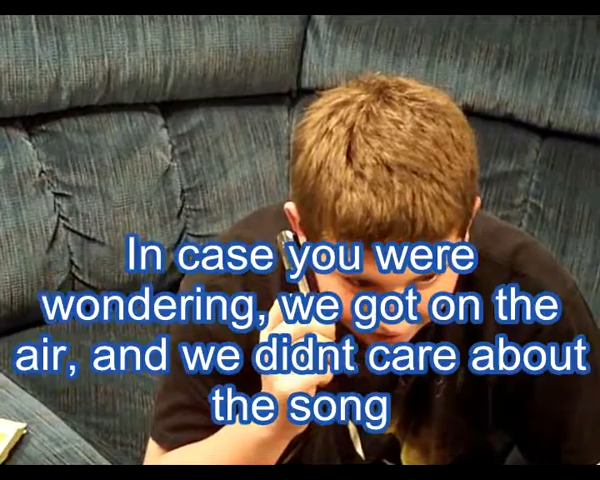 In case you were
wondering, we got on the
air, and we didnt care about
the song